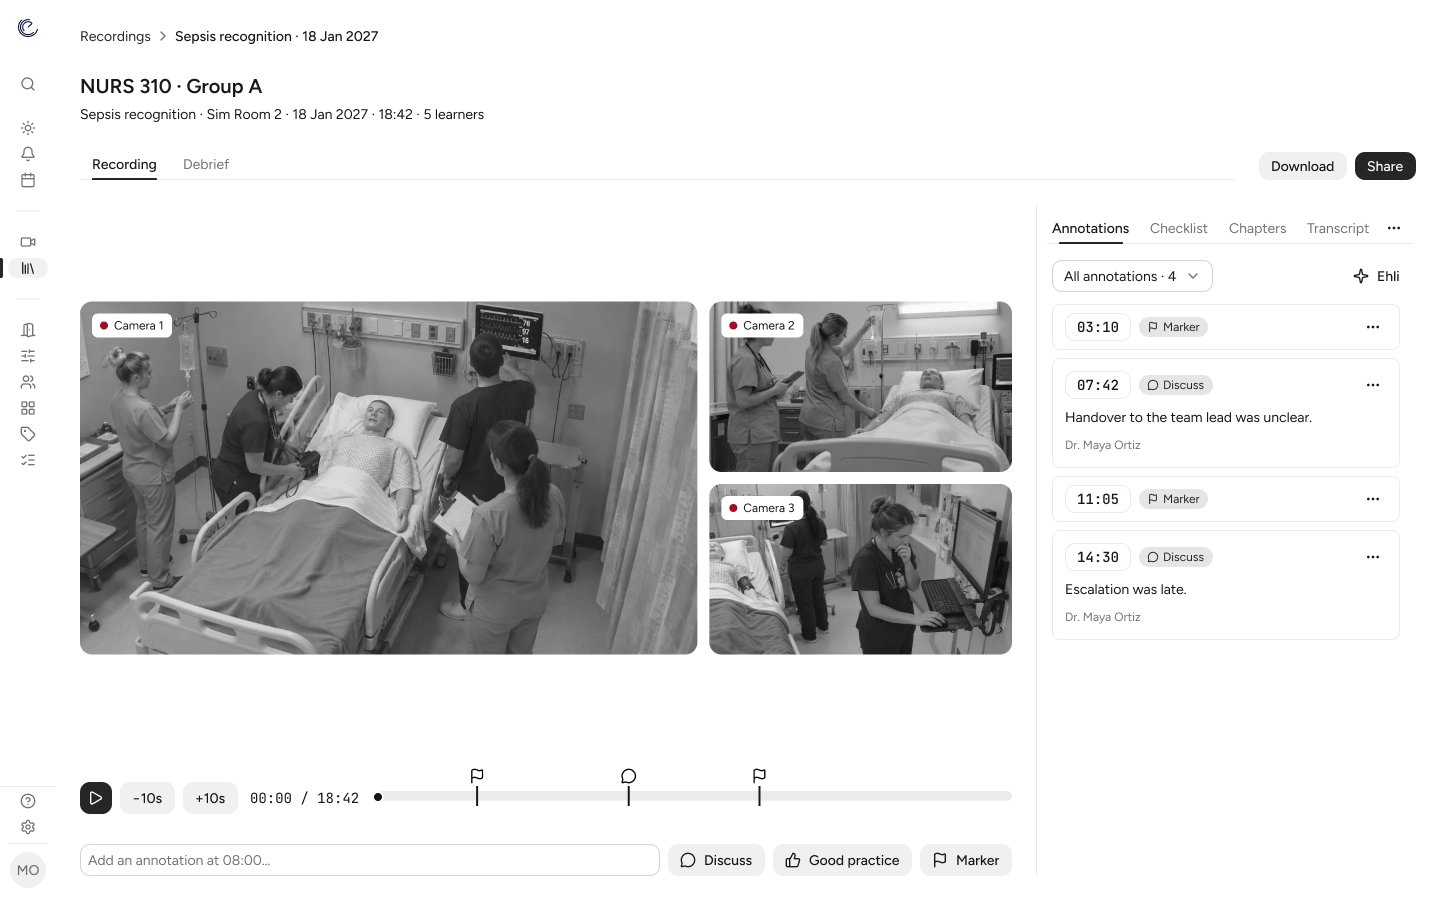 Recordings > Sepsis recognition · 18 Jan 2027
NURS 310 · Group A
Sepsis recognition · Sim Room 2 · 18 Jan 2027 · 18:42 · 5 learners
Recording Debrief
Download Share
Camera 1
78
97
16
Camera 2
Camera 3
-10s +10s 00:00 / 18:42
Add an annotation at 08:00...
Discuss Good practice Marker
Annotations Checklist Chapters Transcript
All annotations · 4
Ehli
03:10 Marker
07:42 Discuss
Handover to the team lead was unclear.
Dr. Maya Ortiz
11:05 Marker
14:30 Discuss
Escalation was late.
Dr. Maya Ortiz
MO